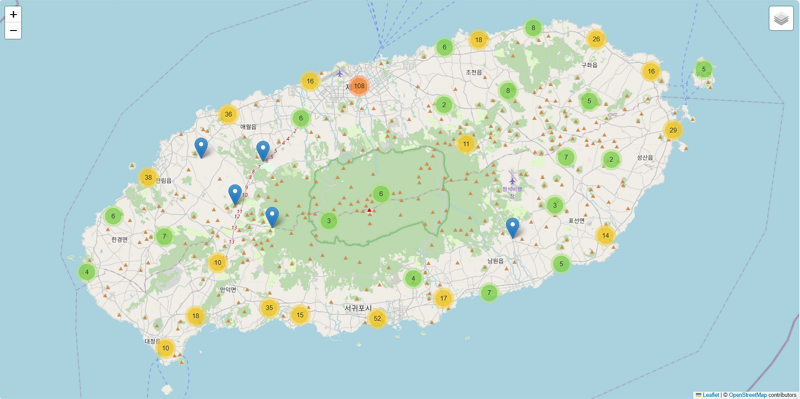 +
−
8
18
26
6
구좌읍
조천읍
16
5
16
제
108
8
2
5
36
6
애월읍
29
11
7
2
성산읍
38
한림읍
6
3
3
표선면
6
7
한경면
14
남원읍
10
5
4
4
안덕면
7
17
35
서귀포시
18
15
52
대정읍
10
Leaflet | © OpenStreetMap contributors